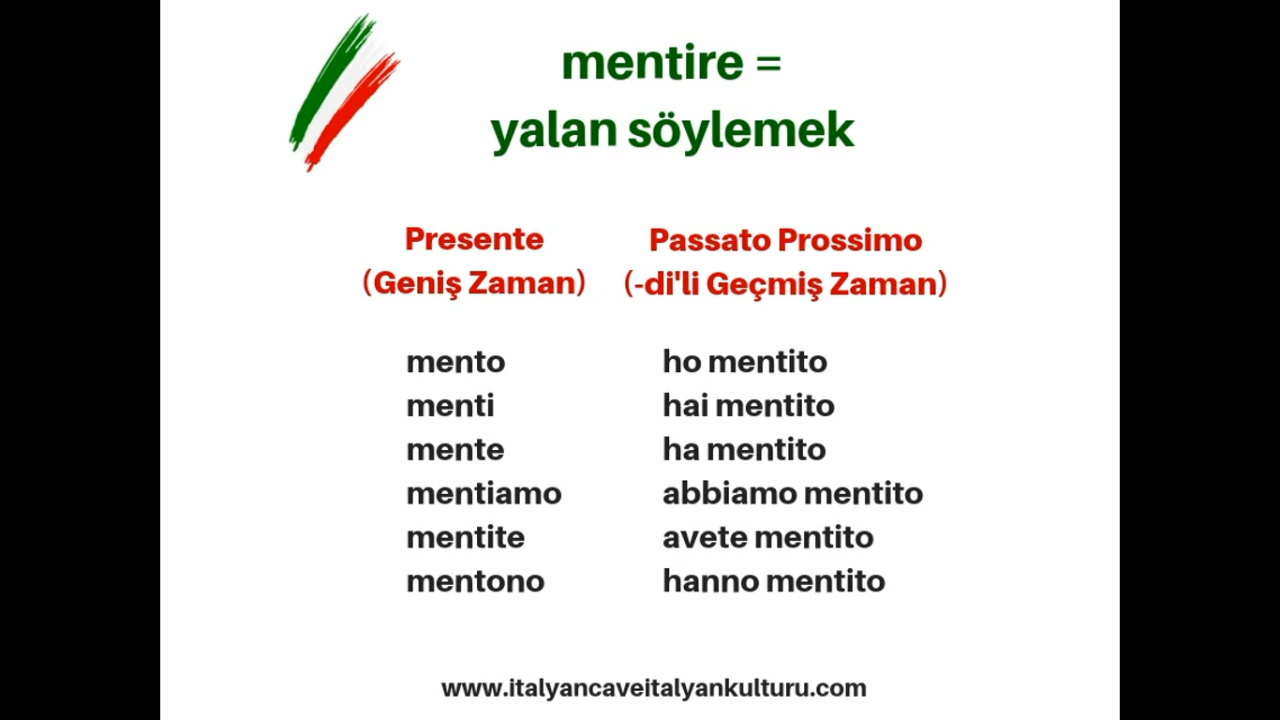 mentire =
yalan söylemek
Presente
(Geniş Zaman)
Passato Prossimo
(-di'li Geçmiş Zaman)
mento
menti
mente
mentiamo
mentite
mentono
ho mentito
hai mentito
ha mentito
abbiamo mentito
avete mentito
hanno mentito
www.italyancaveitalyankulturu.com